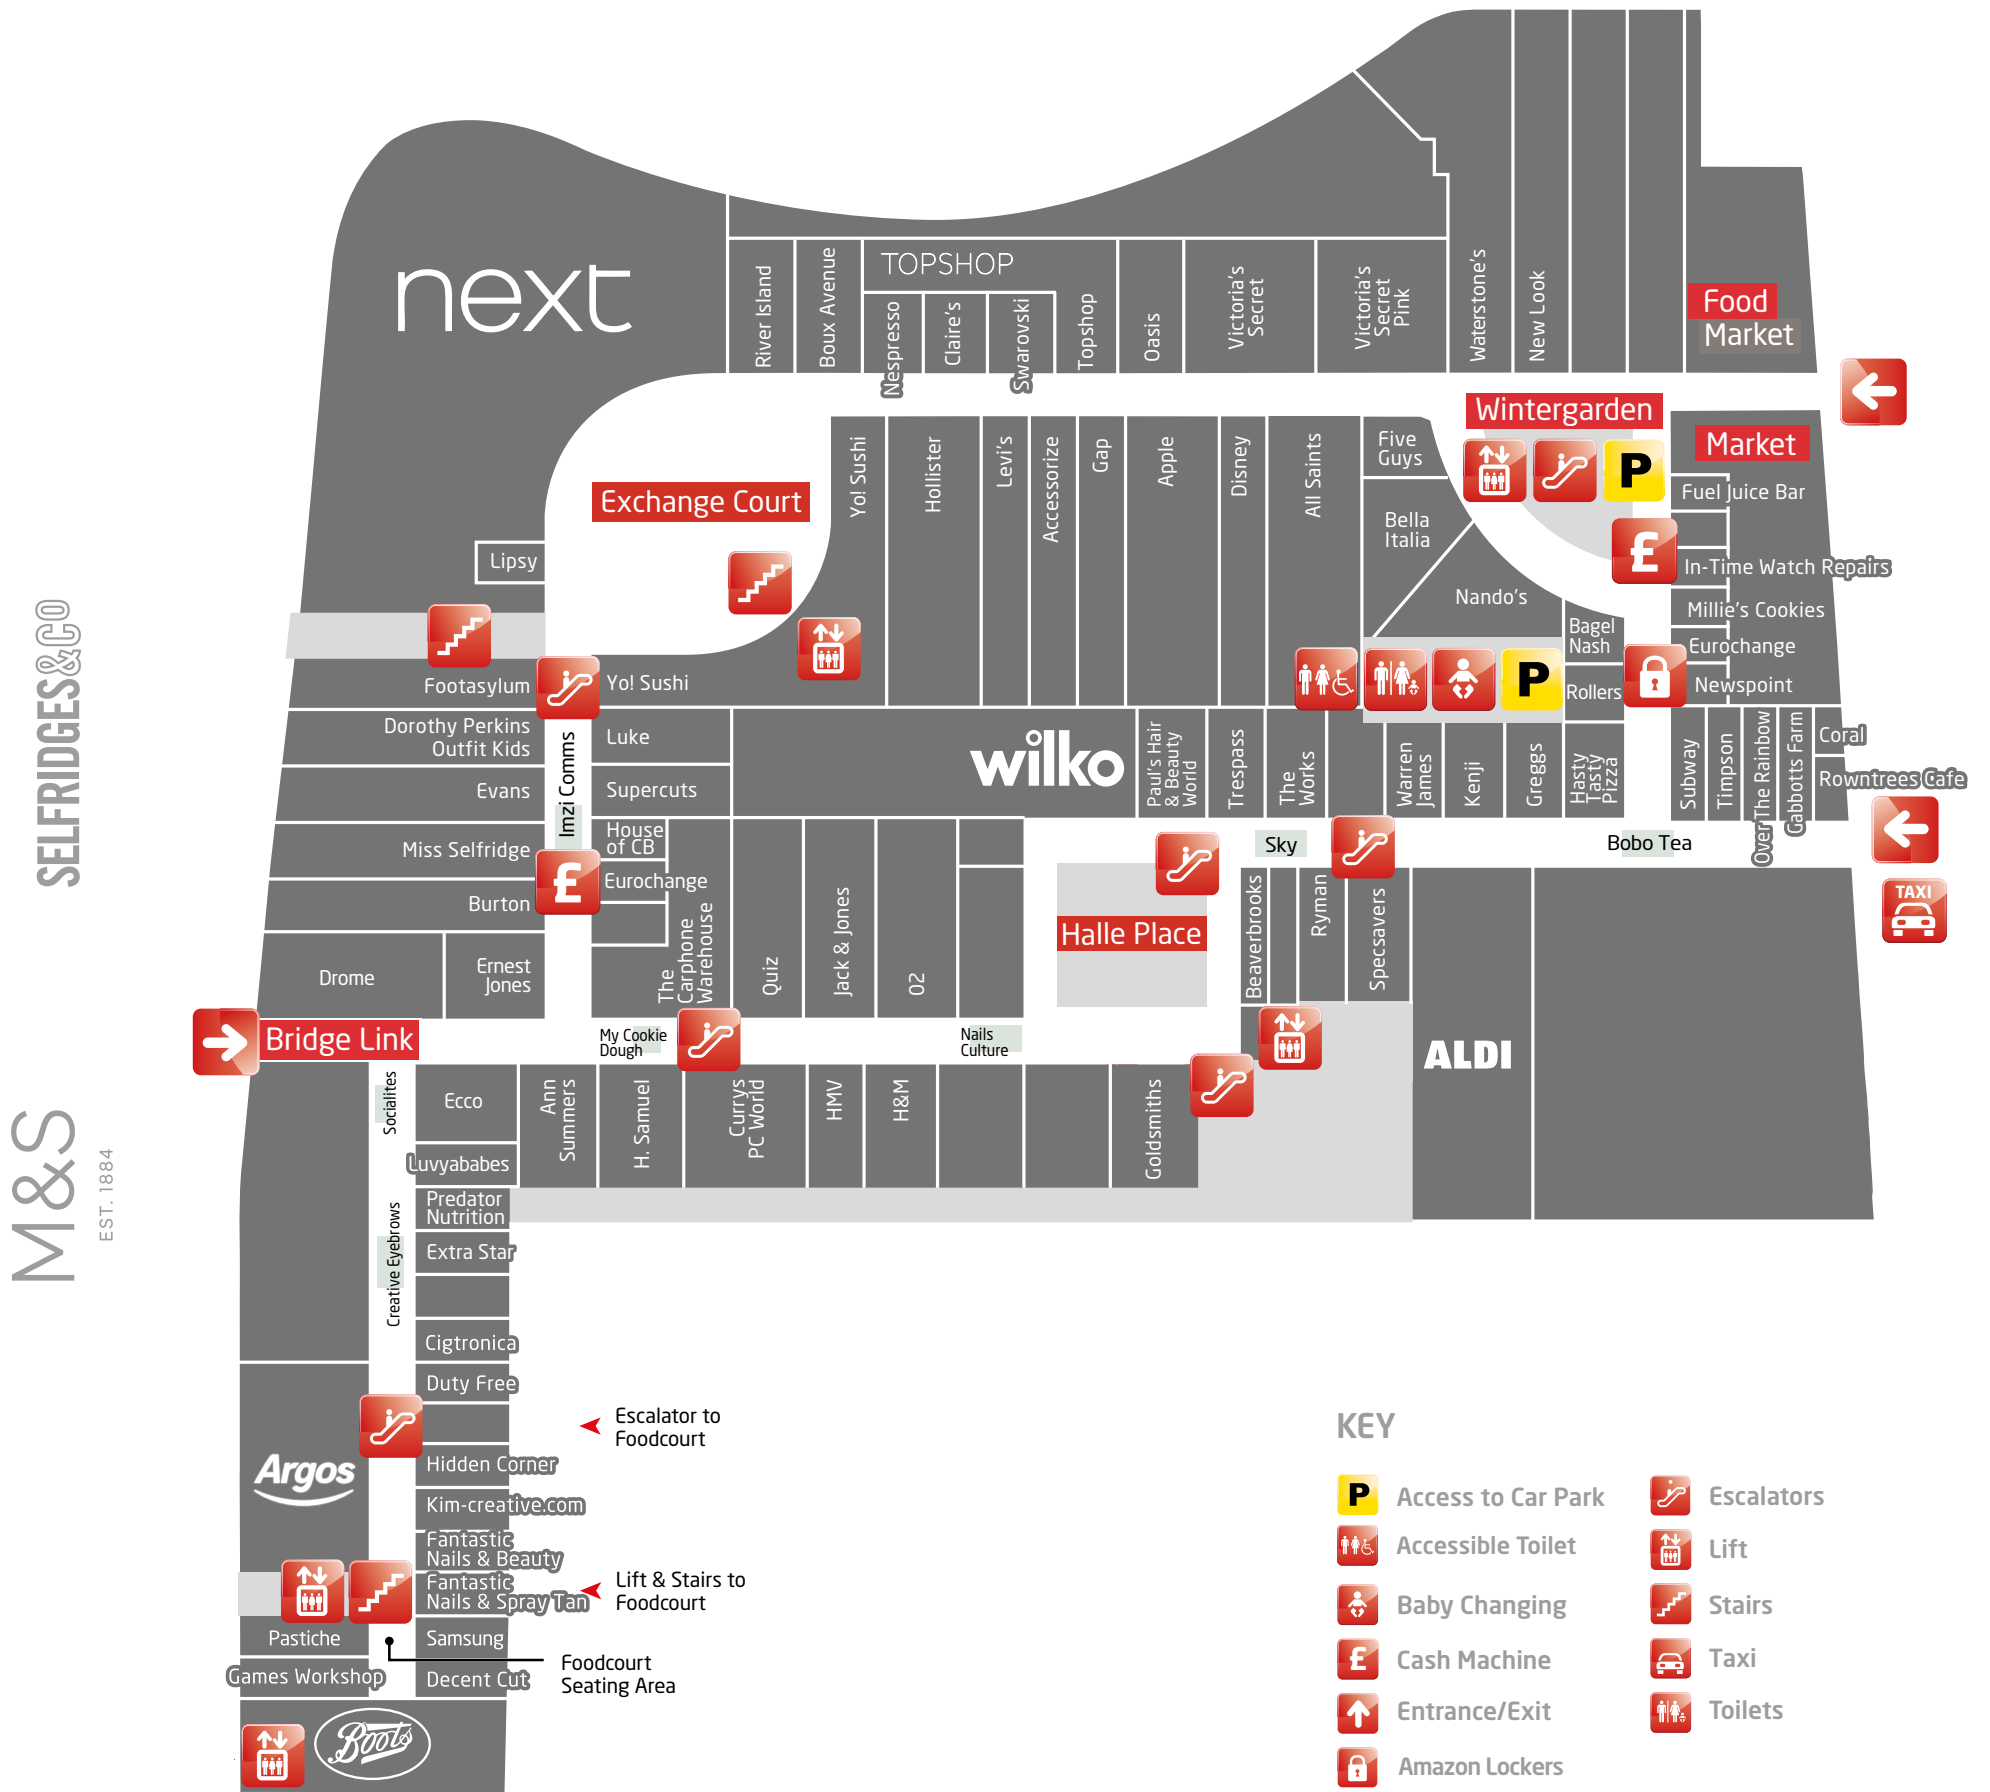 next
River Island
Boux Avenue
TOPSHOP
Nespresso
Claire's
Swarovski
Topshop
Oasis
Victoria's
Secret
Victoria's
Secret
Pink
Waterstone's
New Look
Food
Market
Wintergarden
Market
Exchange Court
Yo! Sushi
Hollister
Levi's
Accessorize
Gap
Apple
Disney
All Saints
Five
Guys
Bella
Italia
Nando's
P
£
Fuel Juice Bar
In-Time Watch Repairs
Millie's Cookies
Eurochange
Newspoint
Bagel
Nash
Rollers
P
Lipsy
Footasylum
Yo! Sushi
Dorothy Perkins
Outfit Kids
Evans
Miss Selfridge
Burton
Drome
Ernest
Jones
Imzi Comms
£
Luke
Supercuts
House
of CB
Eurochange
The
Carphone
Warehouse
wilko
Paul's Hair
& Beauty
World
Trespass
The
Works
Warren
James
Kenji
Greggs
Hasty
Tasty
Pizza
Subway
Timpson
Over The Rainbow
Gabbotts Farm
Coral
Rowntrees Cafe
TAXI
Quiz
Jack & Jones
O2
Halle Place
Sky
Bobo Tea
Beaverbrooks
Ryman
Specsavers
ALDI
SELFRIDGES&CO
M&S
EST. 1884
Bridge Link
My Cookie
Dough
Nails
Culture
Socialites
Creative Eyebrows
Ecco
Luvyababes
Ann
Summers
H. Samuel
Currys
PC World
HMV
H&M
Goldsmiths
Predator
Nutrition
Extra Star
Cigtronica
Duty Free
Hidden Corner
Kim-creative.com
Fantastic
Nails & Beauty
Fantastic
Nails & Spray Tan
Samsung
Decent Cut
Argos
Pastiche
Games Workshop
Boots
Escalator to
Foodcourt
Lift & Stairs to
Foodcourt
Foodcourt
Seating Area
KEY
P
Access to Car Park
Accessible Toilet
Baby Changing
£
Cash Machine
Entrance/Exit
Amazon Lockers
Escalators
Lift
Stairs
Taxi
Toilets